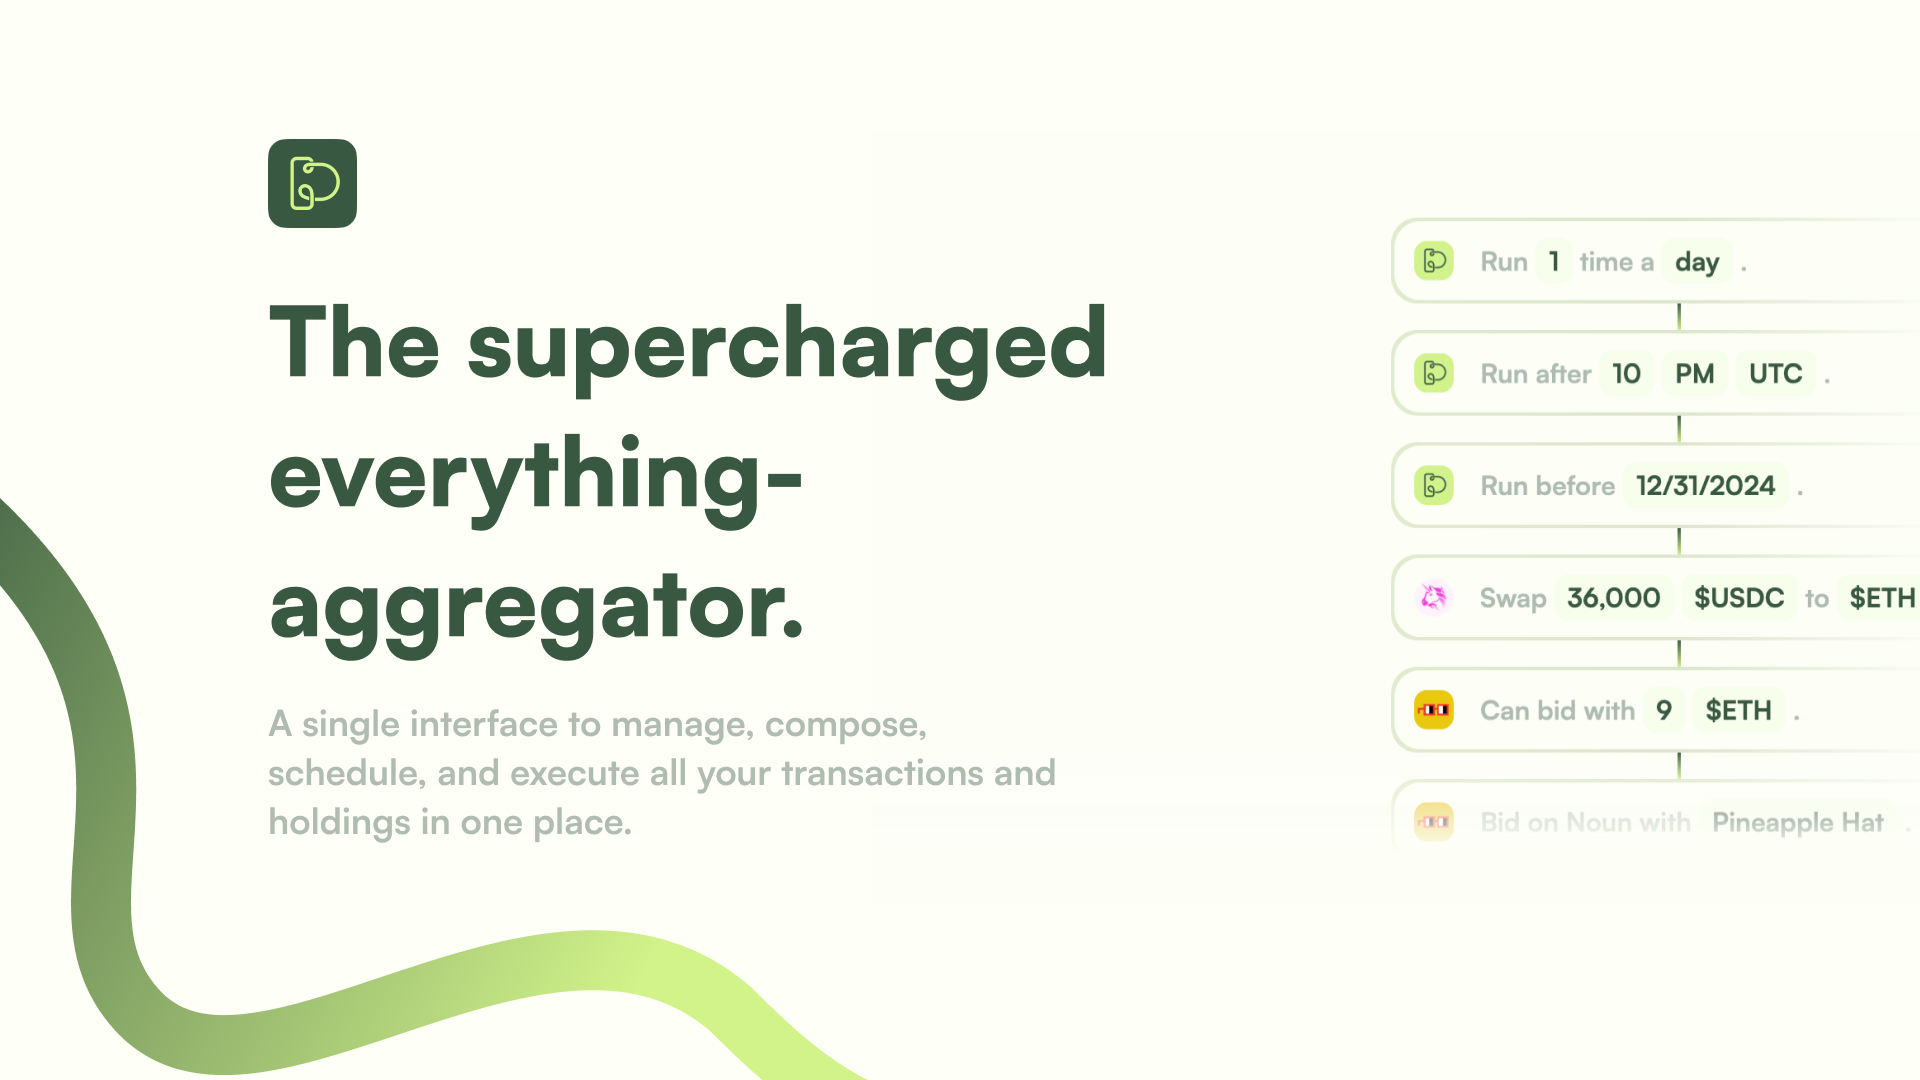 The supercharged
everything-
aggregator.
A single interface to manage, compose,
schedule, and execute all your transactions and
holdings in one place.
Run 1 time a day .
Run after 10 PM UTC .
Run before 12/31/2024 .
Swap 36,000 $USDC to $ETH
Can bid with 9 $ETH .
Bid on Noun with Pineapple Hat .